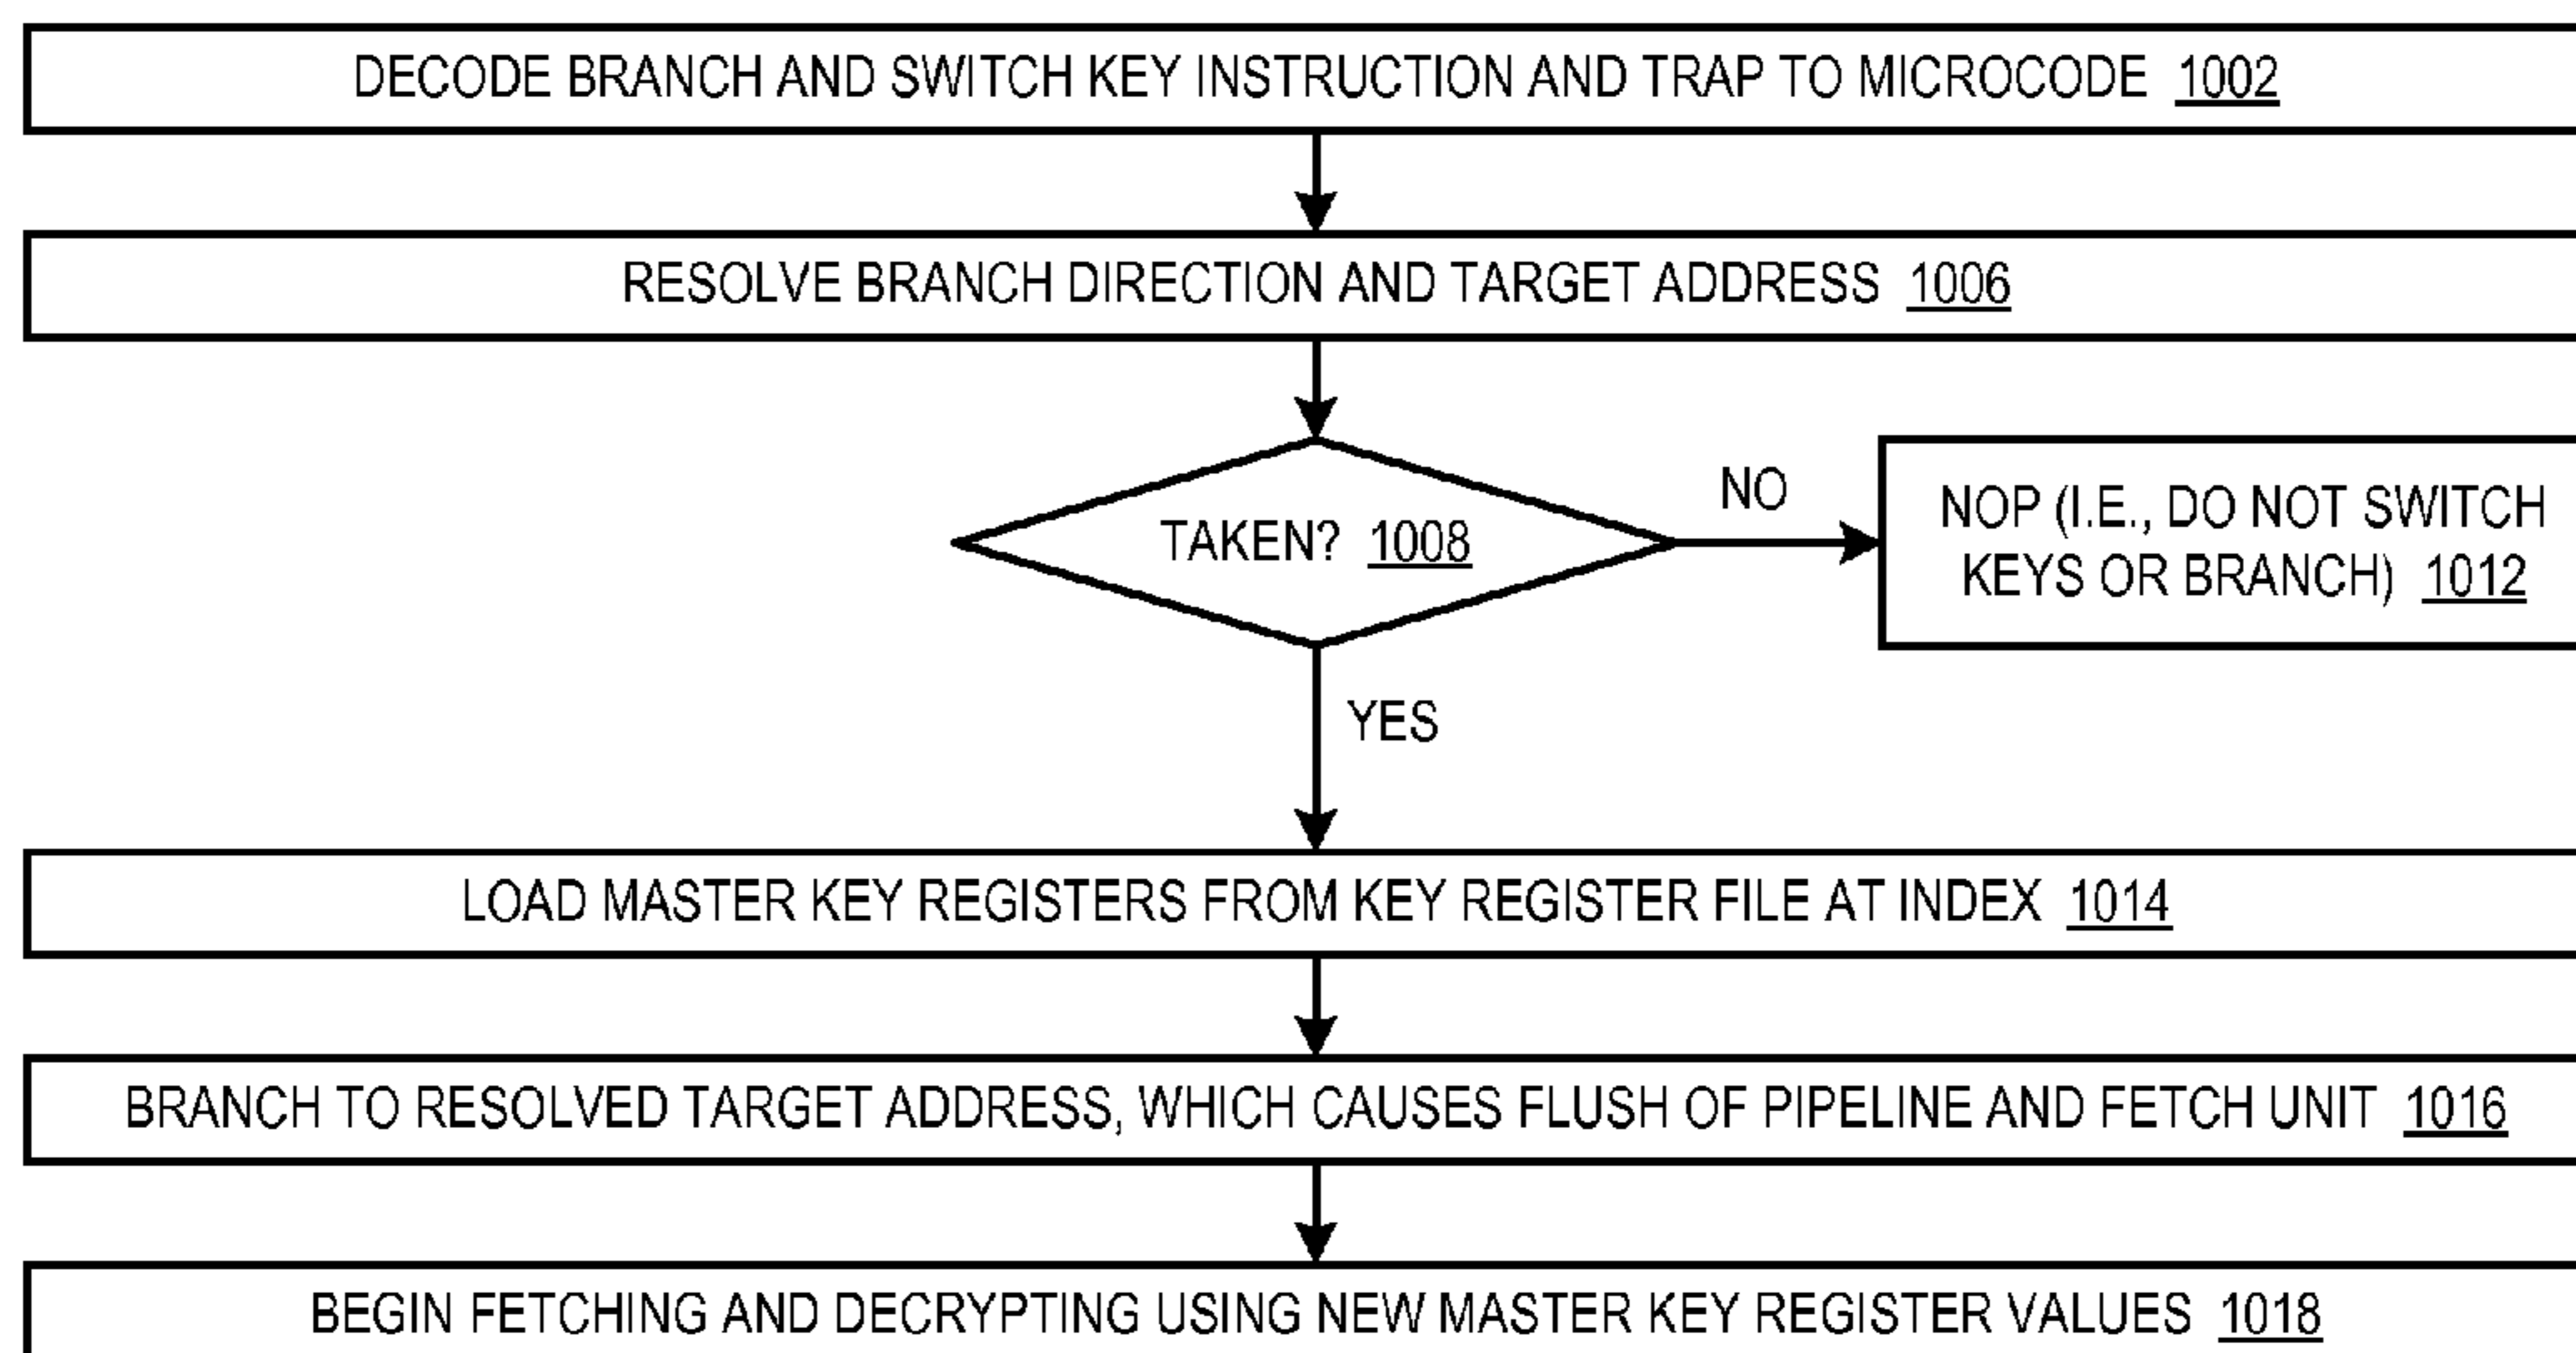 DECODE BRANCH AND SWITCH KEY INSTRUCTION AND TRAP TO MICROCODE 1002
RESOLVE BRANCH DIRECTION AND TARGET ADDRESS 1006
TAKEN? 1008
NO
NOP (I.E., DO NOT SWITCH
KEYS OR BRANCH) 1012
YES
LOAD MASTER KEY REGISTERS FROM KEY REGISTER FILE AT INDEX 1014
BRANCH TO RESOLVED TARGET ADDRESS, WHICH CAUSES FLUSH OF PIPELINE AND FETCH UNIT 1016
BEGIN FETCHING AND DECRYPTING USING NEW MASTER KEY REGISTER VALUES 1018